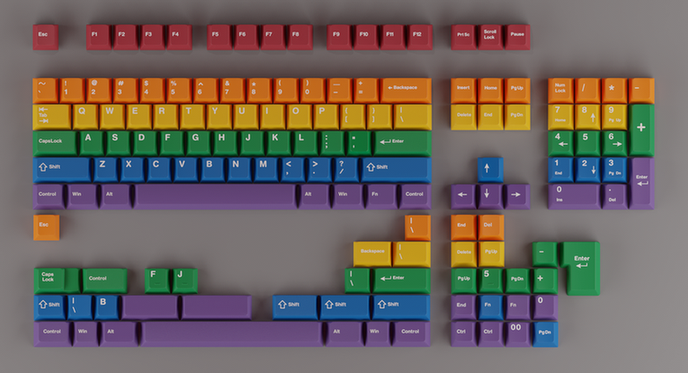 Esc F1 F2 F3 F4 F5 F6 F7 F8 F9 F10 F11 F12 PrtSc Scroll Lock Pause
~ ! 1 @ 2 # 3 $ 4 % 5 ^ 6 & 7 * 8 ( 9 ) 0 ← Backspace Insert Home PgUp Num Lock / * −
Tab Q W E R T Y U I O P { } | \ Delete End PgDn 7 Home 8 ↑ 9 PgUp
CapsLock A S D F G H J K L : ; Enter 4 ← 5 6 → +
Shift Z X C V B N M < , > . ? / Shift ↑ 1 End 2 ↓ 3 PgDn Enter
Control Win Alt Alt Win Fn Control ← ↓ → 0 Ins . Del
Esc | \ End Del
Backspace | \ Delete PgUp − Enter
Caps Lock Control F J | \ Enter PgUp 5 PgDn +
Shift | \ B Shift Shift Shift End Fn Fn 0
Control Win Alt Alt Win Control Ctrl Ctrl 00 PgDn